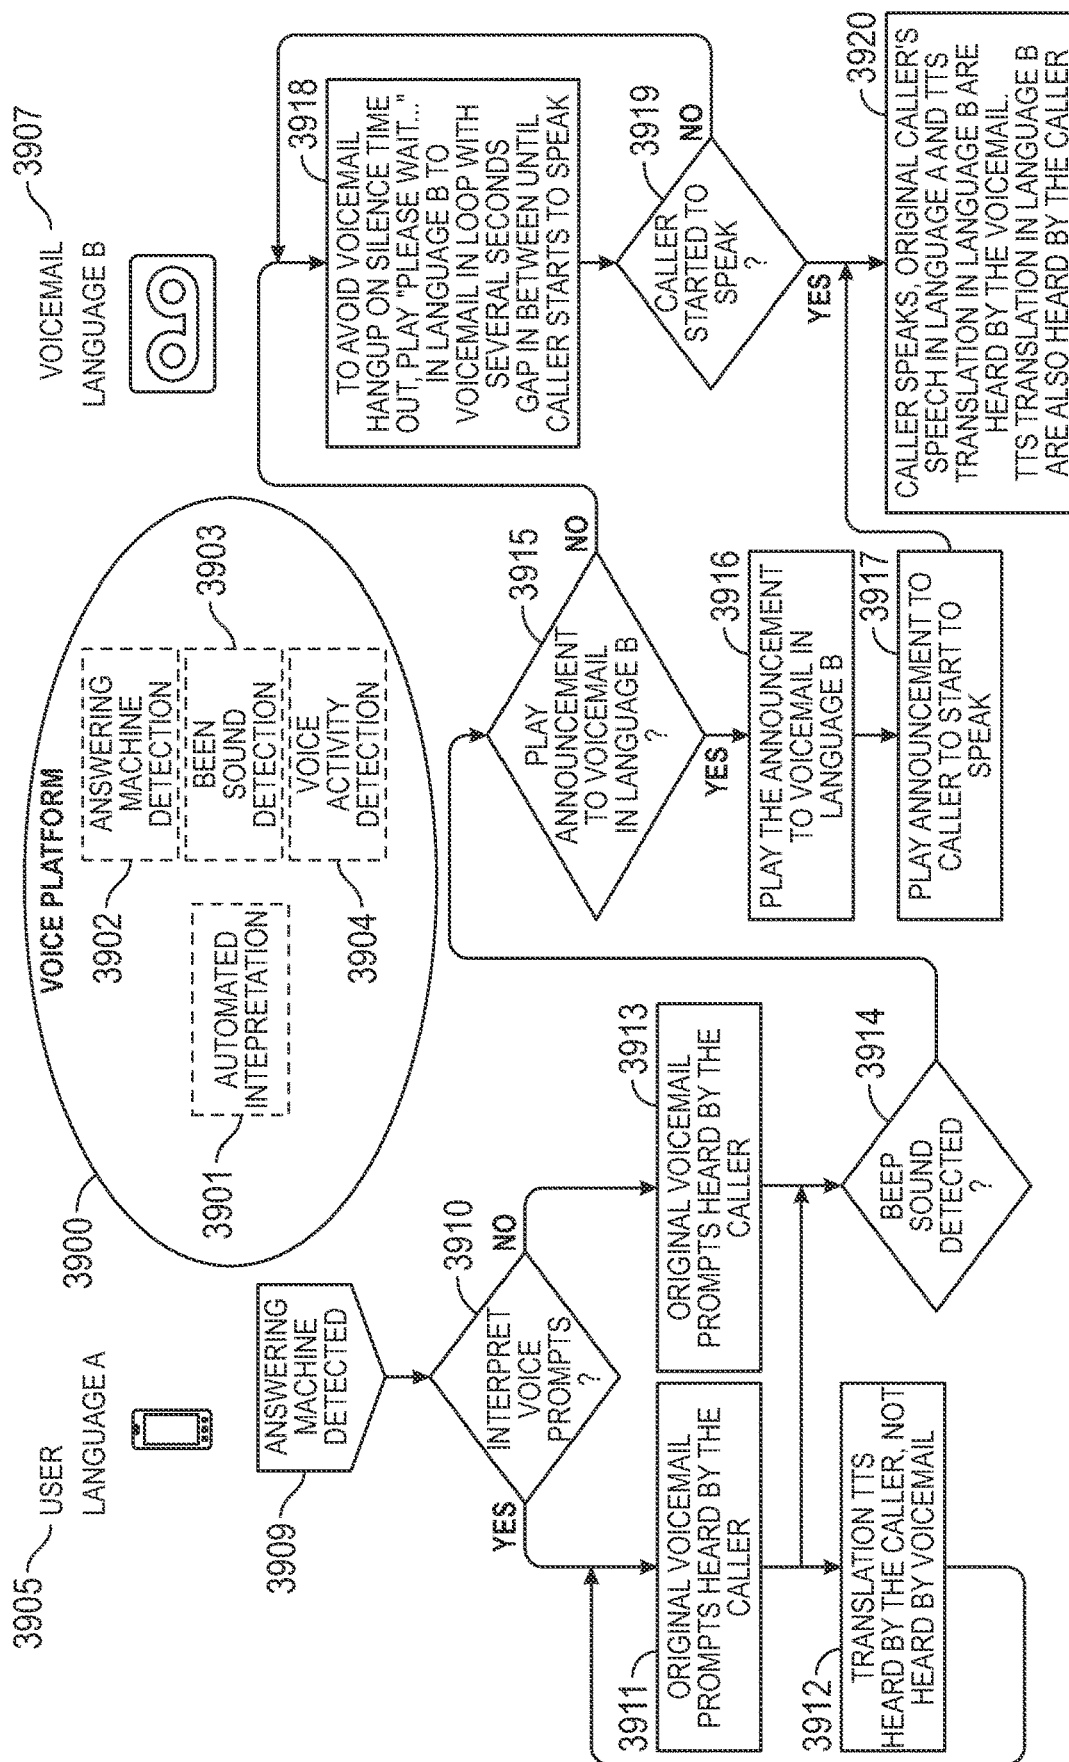 3905
USER
LANGUAGE A
3900
VOICE PLATFORM
3901
AUTOMATED
INTEPRETATION
3902
ANSWERING
MACHINE
DETECTION
3903
BEEN
SOUND
DETECTION
3904
VOICE
ACTIVITY
DETECTION
VOICEMAIL
3907
LANGUAGE B
3909
ANSWERING
MACHINE
DETECTED
3910
INTERPRET
VOICE
PROMPTS
?
YES
NO
3911
ORIGINAL VOICEMAIL
PROMPTS HEARD BY THE
CALLER
3912
TRANSLATION TTS
HEARD BY THE CALLER, NOT
HEARD BY VOICEMAIL
3913
ORIGINAL VOICEMAIL
PROMPTS HEARD BY THE
CALLER
3914
BEEP
SOUND
DETECTED
?
3915
PLAY
ANNOUNCEMENT
TO VOICEMAIL
IN LANGUAGE B
?
NO
YES
3916
PLAY THE ANNOUNCEMENT
TO VOICEMAIL IN
LANGUAGE B
3917
PLAY ANNOUNCEMENT TO
CALLER TO START TO
SPEAK
3918
TO AVOID VOICEMAIL
HANGUP ON SILENCE TIME
OUT, PLAY "PLEASE WAIT..."
IN LANGUAGE B TO
VOICEMAIL IN LOOP WITH
SEVERAL SECONDS
GAP IN BETWEEN UNTIL
CALLER STARTS TO SPEAK
3919
CALLER
STARTED TO
SPEAK
?
NO
YES
3920
CALLER SPEAKS, ORIGINAL CALLER'S
SPEECH IN LANGUAGE A AND TTS
TRANSLATION IN LANGUAGE B ARE
HEARD BY THE VOICEMAIL.
TTS TRANSLATION IN LANGUAGE B
ARE ALSO HEARD BY THE CALLER